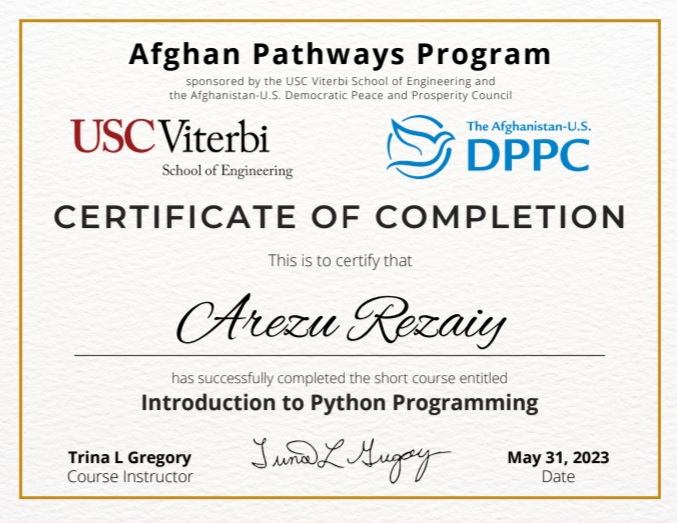 Afghan Pathways Program
sponsored by the USC Viterbi School of Engineering and
the Afghanistan-U.S. Democratic Peace and Prosperity Council
USC Viterbi
School of Engineering
The Afghanistan-U.S.
DPPC
CERTIFICATE OF COMPLETION
This is to certify that
Arezu Rezaiy
has successfully completed the short course entitled
Introduction to Python Programming
Trina L Gregory
Course Instructor
Trina L Gregory
May 31, 2023
Date